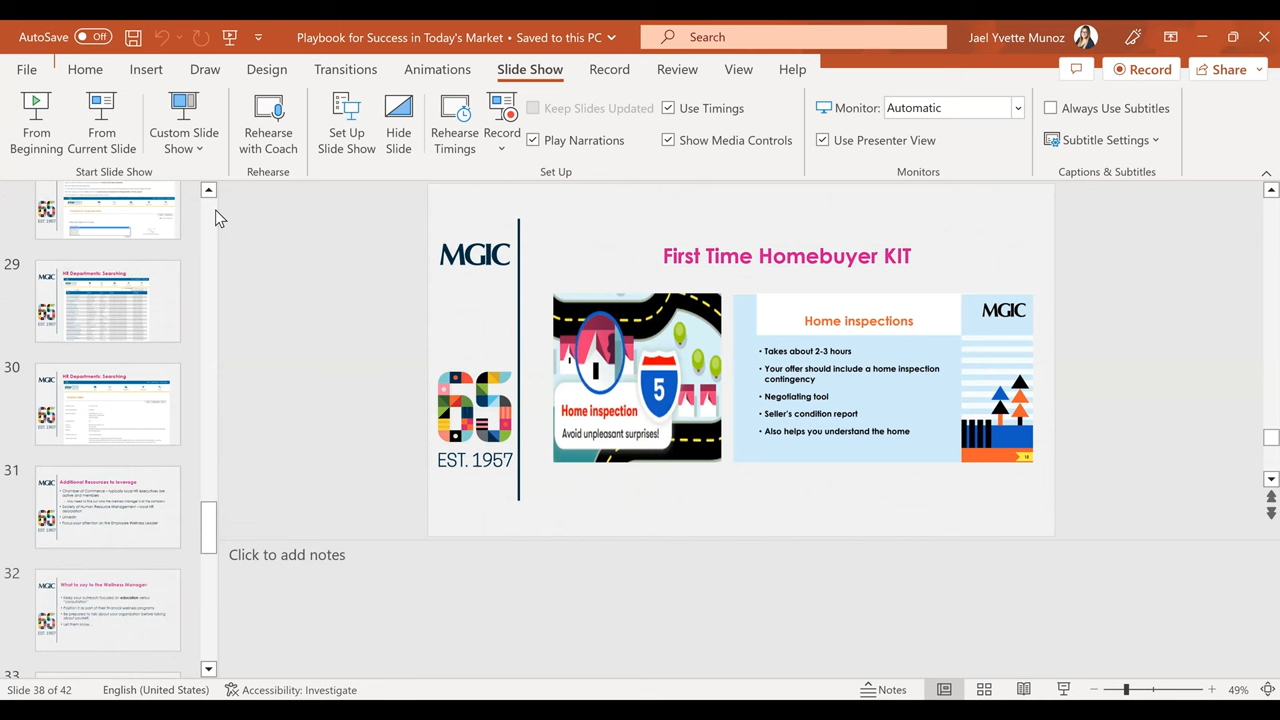 AutoSave Off Playbook for Success in Today's Market • Saved to this PC Search Jael Yvette Munoz
File Home Insert Draw Design Transitions Animations Slide Show Record Review View Help Record Share
From Beginning
From Current Slide
Custom Slide Show
Rehearse with Coach
Set Up Slide Show
Hide Slide
Rehearse Timings
Record
Keep Slides Updated
Use Timings
Play Narrations
Show Media Controls
Monitor: Automatic
Use Presenter View
Always Use Subtitles
Subtitle Settings
Start Slide Show Rehearse Set Up Monitors Captions & Subtitles
EST. 1957
29
MGIC
HR Departments: Searching
30
MGIC
HR Departments: Searching
31
MGIC
Additional Resources to leverage
32
MGIC
What to say to the Wellness Manager:
33
MGIC
EST. 1957
First Time Homebuyer KIT
5
Home inspection
Avoid unpleasant surprises!
Home inspections
MGIC
• Takes about 2-3 hours
• Your offer should include a home inspection
contingency
• Negotiating tool
• Seller's condition report
• Also helps you understand the home
18
Click to add notes
Slide 38 of 42 English (United States) Accessibility: Investigate Notes 49%